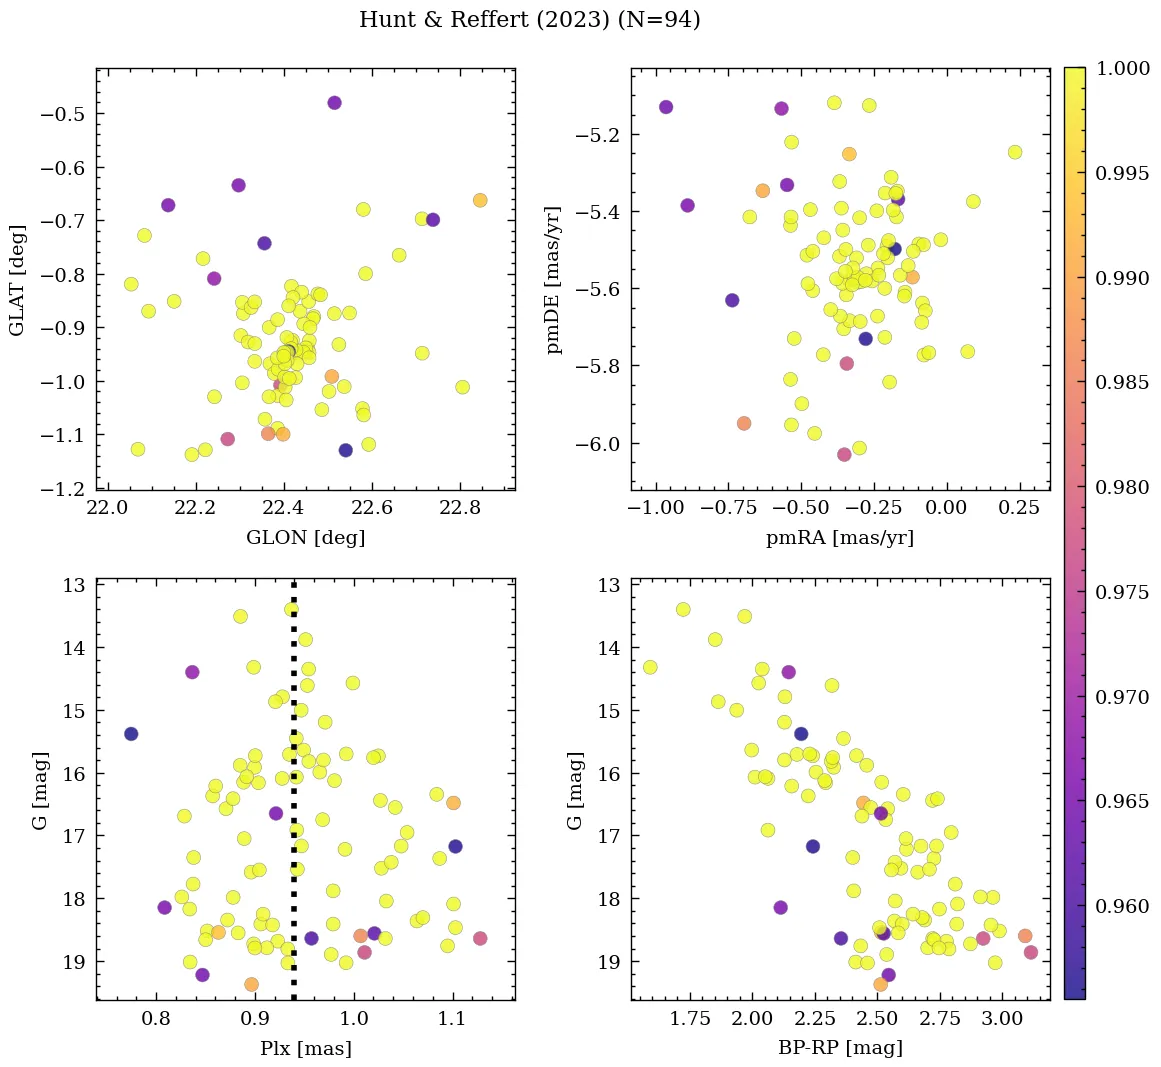 Hunt & Reffert (2023) (N=94)
GLAT [deg]
−0.5
−0.6
−0.7
−0.8
−0.9
−1.0
−1.1
−1.2
22.0 22.2 22.4 22.6 22.8
GLON [deg]
pmDE [mas/yr]
−5.2
−5.4
−5.6
−5.8
−6.0
−1.00 −0.75 −0.50 −0.25 0.00 0.25
pmRA [mas/yr]
G [mag]
13
14
15
16
17
18
19
0.8 0.9 1.0 1.1
Plx [mas]
G [mag]
13
14
15
16
17
18
19
1.75 2.00 2.25 2.50 2.75 3.00
BP-RP [mag]
1.000
0.995
0.990
0.985
0.980
0.975
0.970
0.965
0.960